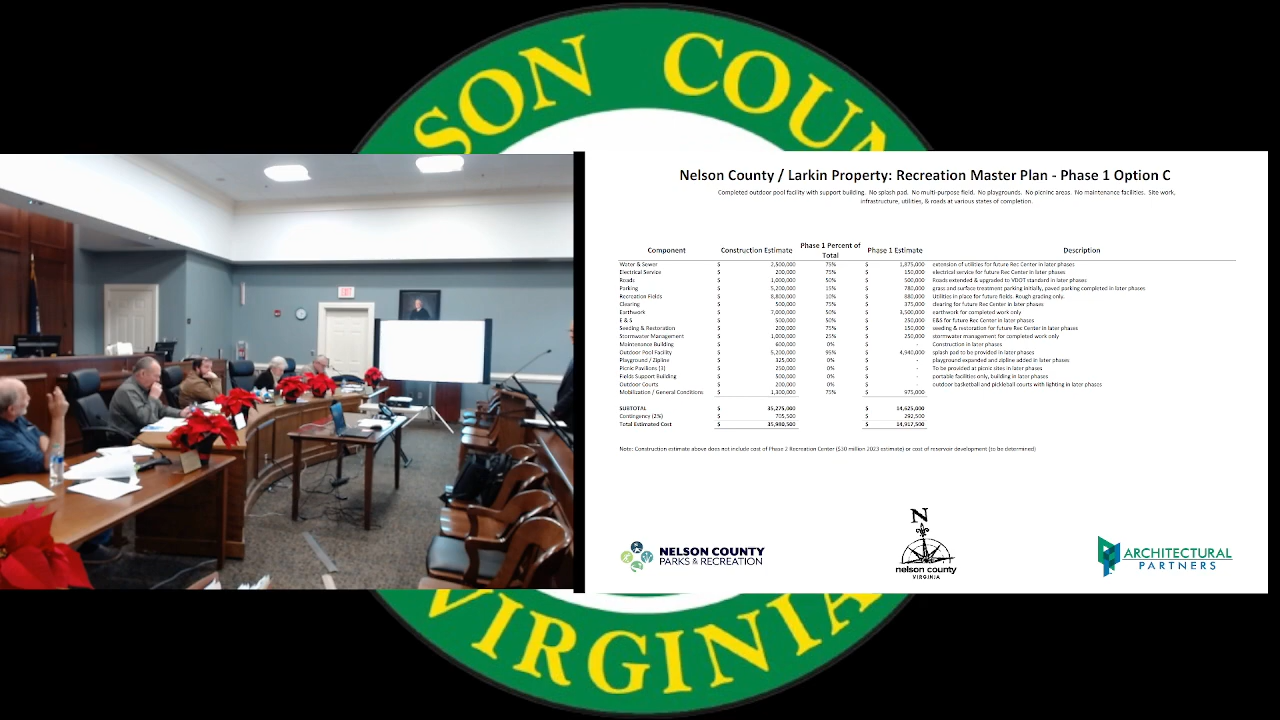 SON COUN
Nelson County / Larkin Property: Recreation Master Plan - Phase 1 Option C
Completed outdoor pool facility with support building. No splash pad. No multi-purpose field. No playgrounds. No picninc areas. No maintenance facilities. Site work,
infrastructure, utilities, & roads at various states of completion.
Component Construction Estimate Phase 1 Percent of Total Phase 1 Estimate Description
Water & Sewer $ 2,500,000 75% $ 1,875,000 extension of utilities for future Rec Center in later phases
Electrical Service $ 200,000 75% $ 150,000 electrical service for future Rec Center in later phases
Roads $ 1,000,000 50% $ 500,000 Roads extended & upgraded to VDOT standard in later phases
Parking $ 5,200,000 15% $ 780,000 grass and surface treatment parking initially, paved parking completed in later phases
Recreation Fields $ 8,800,000 10% $ 880,000 Utilities in place for future fields. Rough grading only.
Clearing $ 500,000 75% $ 375,000 clearing for future Rec Center in later phases
Earthwork $ 7,000,000 50% $ 3,500,000 earthwork for completed work only
E & S $ 500,000 50% $ 250,000 E&S for future Rec Center in later phases
Seeding & Restoration $ 200,000 75% $ 150,000 seeding & restoration for future Rec Center in later phases
Stormwater Management $ 1,000,000 25% $ 250,000 stormwater management for completed work only
Maintenance Building $ 600,000 0% $ - Construction in later phases
Outdoor Pool Facility $ 5,200,000 95% $ 4,940,000 splash pad to be provided in later phases
Playground / Zipline $ 325,000 0% $ - playground expanded and zipline added in later phases
Picnic Pavilions (3) $ 250,000 0% $ - To be provided at picnic sites in later phases
Fields Support Building $ 500,000 0% $ - portable facilities only, building in later phases
Outdoor Courts $ 200,000 0% $ - outdoor basketball and pickleball courts with lighting in later phases
Mobilization / General Conditions $ 1,300,000 75% $ 975,000
SUBTOTAL $ 35,275,000 $ 14,625,000
Contingency (2%) $ 705,500 $ 292,500
Total Estimated Cost $ 35,980,500 $ 14,917,500
Note: Construction estimate above does not include cost of Phase 2 Recreation Center ($30 million 2023 estimate) or cost of reservoir development (to be determined)
NELSON COUNTY
PARKS & RECREATION
N
nelson county
VIRGINIA
ARCHITECTURAL
PARTNERS
VIRGINIA